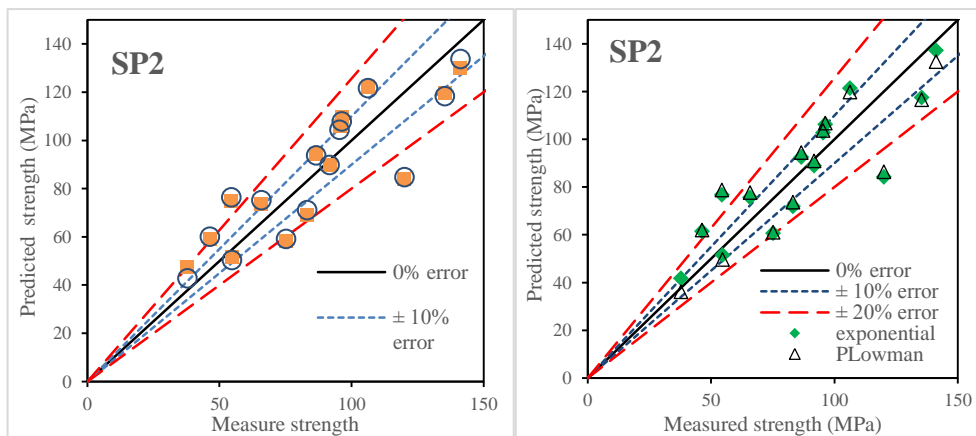 SP2
Predicted strength (MPa)
140
120
100
80
60
40
20
0
0% error
± 10%
error
0
50
100
150
Measure strength
SP2
Predicted strength (MPa)
140
120
100
80
60
40
20
0
0% error
± 10% error
± 20% error
exponential
PLowman
0
50
100
150
Measured strength (MPa)